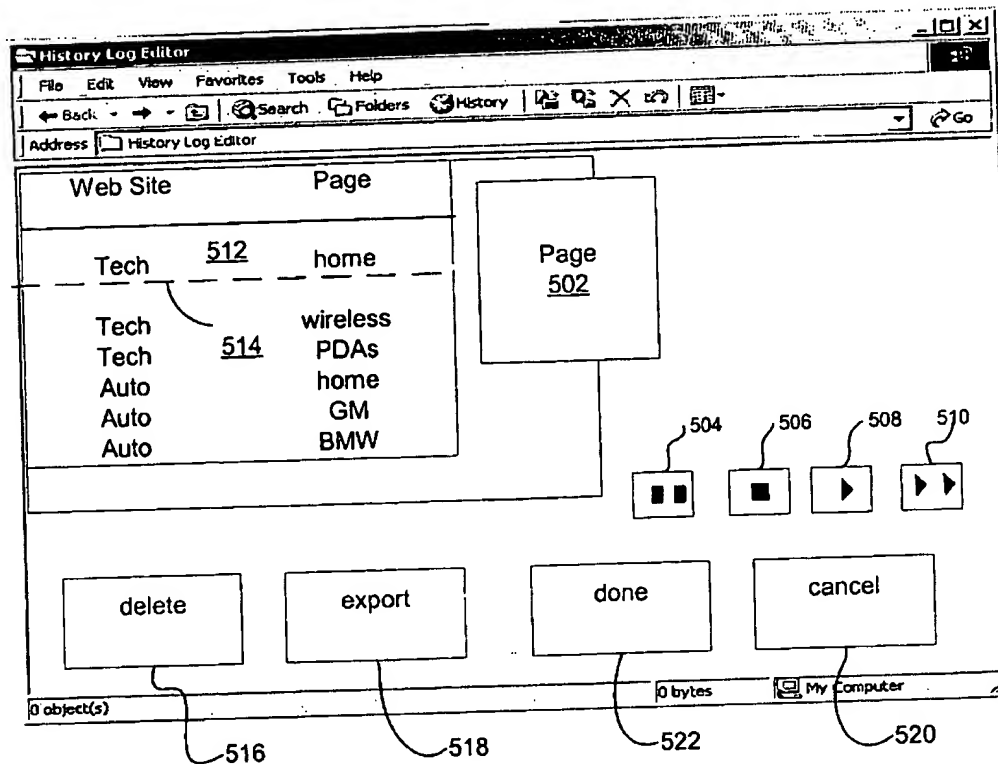 History Log Editor
File Edit View Favorites Tools Help
Back Search Folders History
Address History Log Editor Go
Web Site Page
Tech 512 home
Tech wireless
Tech 514 PDAs
Auto home
Auto GM
Auto BMW
Page
502
504 506 508 510
delete export done cancel
0 object(s) 0 bytes My Computer
516 518 522 520